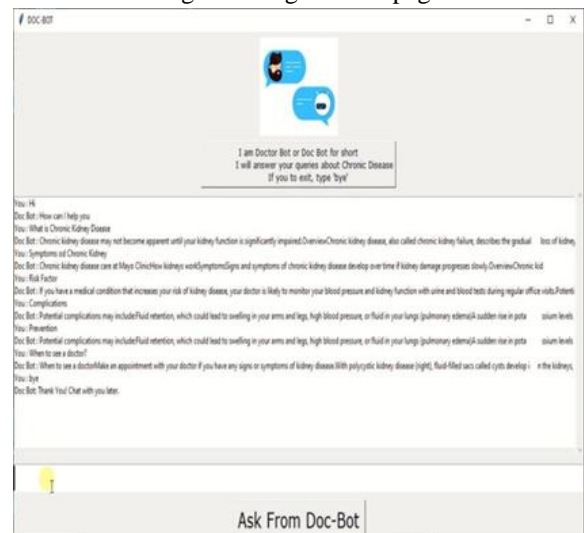 DOC-BOT
I am Doctor Bot or Doc Bot for short
I will answer your queries about Chronic Disease
If you to exit, type 'bye'
You : Hi
Doc Bot : How can I help you
You : What is Chronic Kidney Disease
Doc Bot : Chronic kidney disease may not become apparent until your kidney function is significantly impaired.OverviewChronic kidney disease, also called chronic kidney failure, describes the gradual loss of kidney
You : Symptoms od Chronic Kidney
Doc Bot : Chronic kidney disease care at Mayo ClinicHow kidneys workSymptomsSigns and symptoms of chronic kidney disease develop over time if kidney damage progresses slowly.OverviewChronic kid
You : Risk Factor
Doc Bot : If you have a medical condition that increases your risk of kidney disease, your doctor is likely to monitor your blood pressure and kidney function with urine and blood tests during regular office visits.Potenti
You : Complications
Doc Bot : Potential complications may include:Fluid retention, which could lead to swelling in your arms and legs, high blood pressure, or fluid in your lungs (pulmonary edema)A sudden rise in pota ssium levels
You : Prevention
Doc Bot : Potential complications may include:Fluid retention, which could lead to swelling in your arms and legs, high blood pressure, or fluid in your lungs (pulmonary edema)A sudden rise in pota ssium levels
You : When to see a doctor?
Doc Bot : When to see a doctorMake an appointment with your doctor if you have any signs or symptoms of kidney disease.With polycystic kidney disease (right), fluid-filled sacs called cysts develop i n the kidneys,
You : bye
Doc Bot: Thank You! Chat with you later.
Ask From Doc-Bot